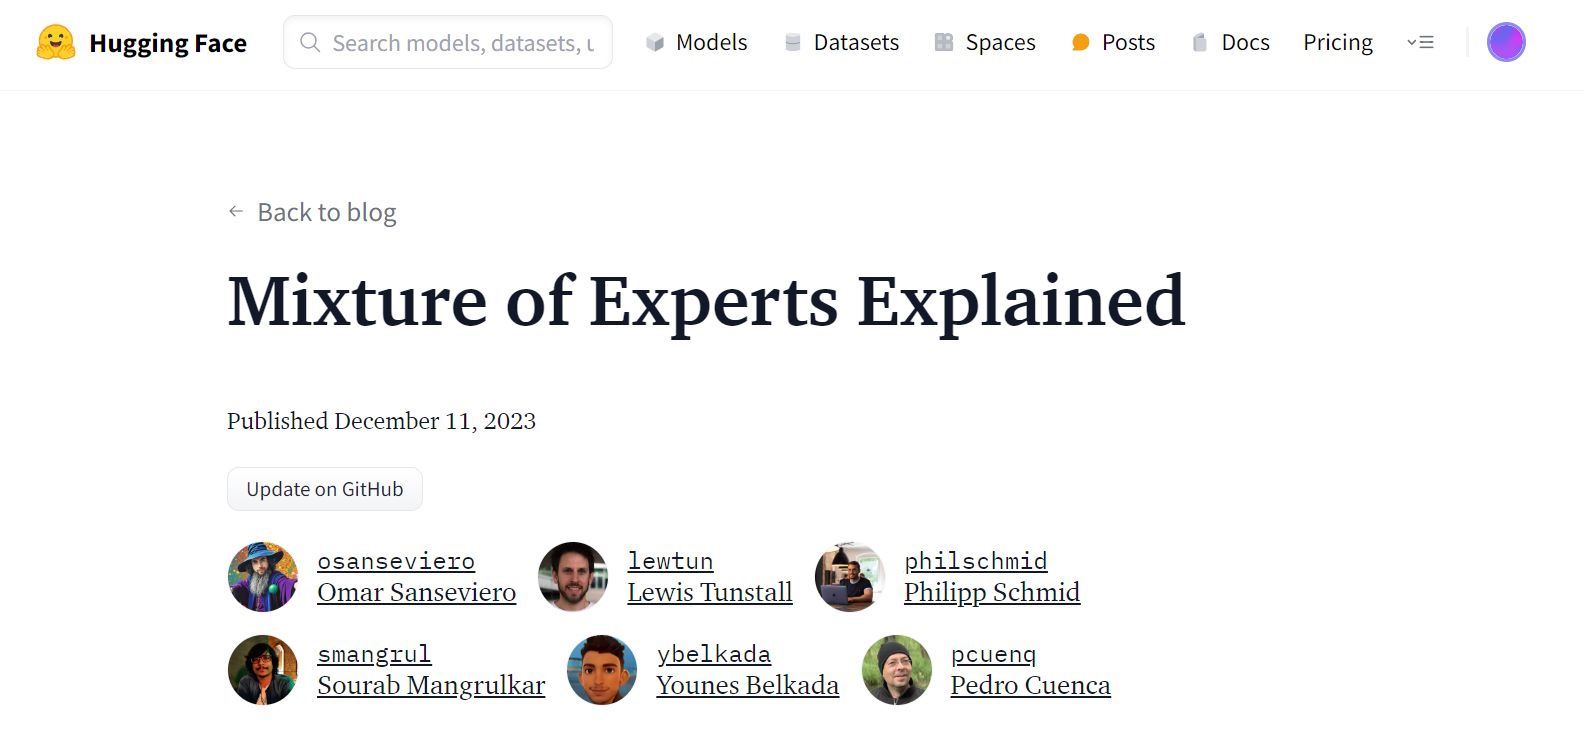 Hugging Face Search models, datasets, u Models Datasets Spaces Posts Docs Pricing
Back to blog
Mixture of Experts Explained
Published December 11, 2023
Update on GitHub
osanseviero lewtun philschmid
Omar Sanseviero Lewis Tunstall Philipp Schmid
smangrul ybelkada pcuenq
Sourab Mangrulkar Younes Belkada Pedro Cuenca